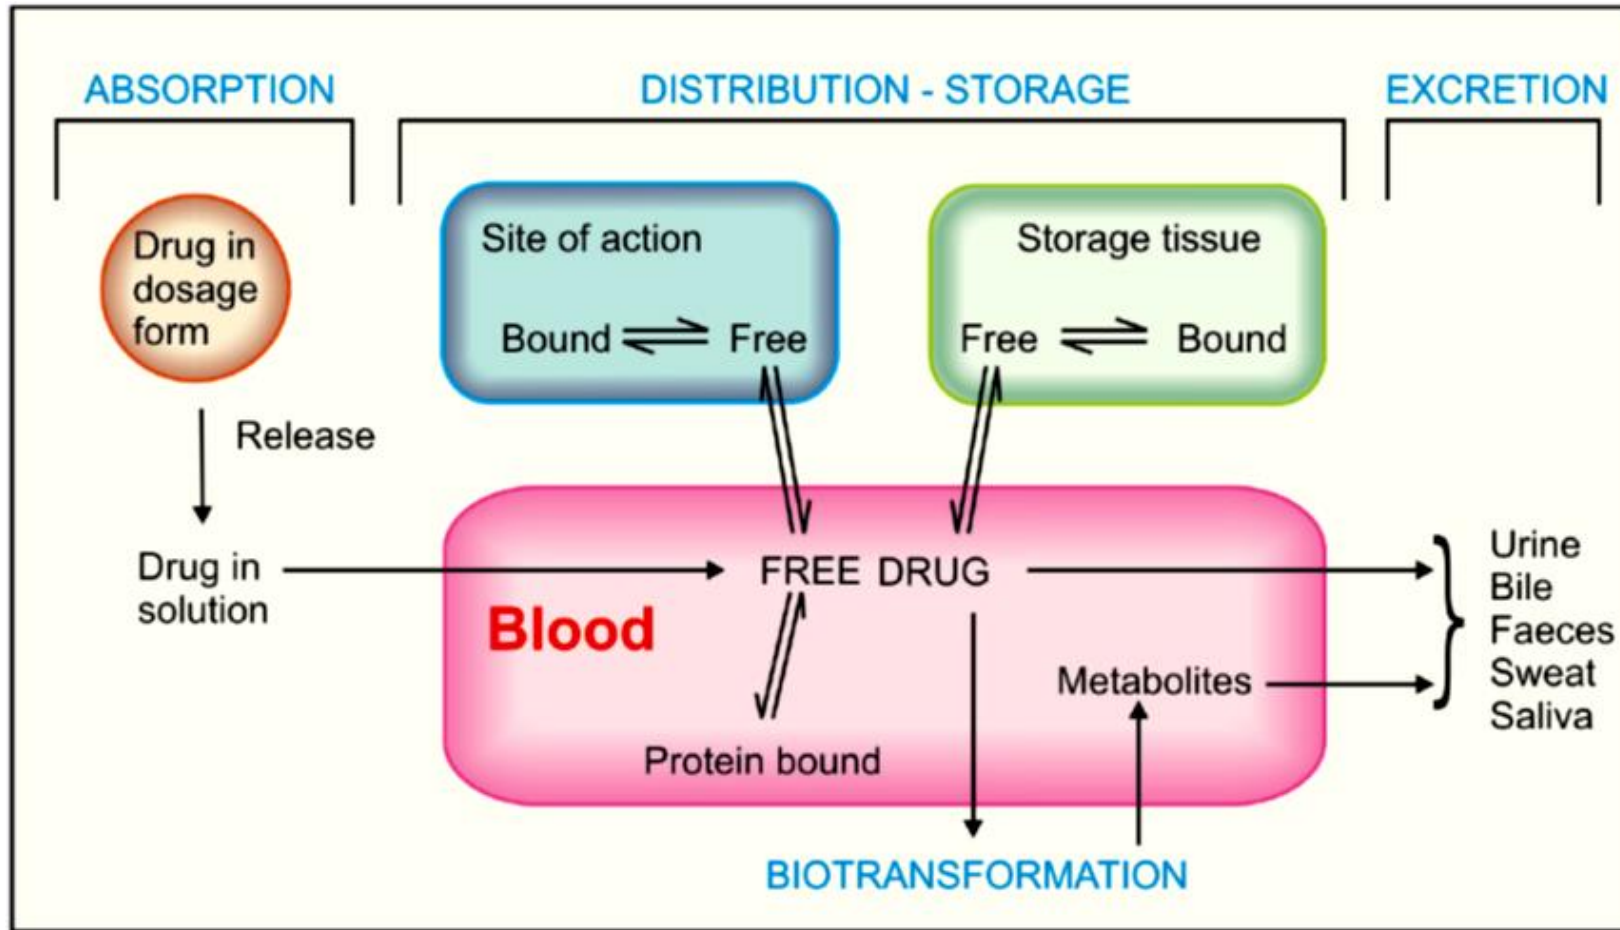 ABSORPTION
DISTRIBUTION - STORAGE
EXCRETION
Drug in
dosage
form
Release
Drug in
solution
Site of action
Bound Free
Storage tissue
Free Bound
FREE DRUG
Blood
Protein bound
Metabolites
BIOTRANSFORMATION
Urine
Bile
Faeces
Sweat
Saliva